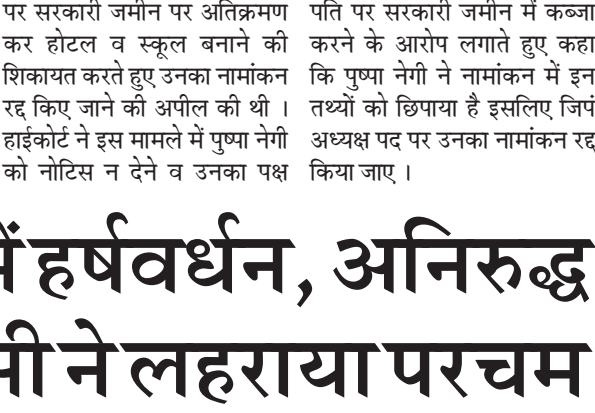 पर सरकारी जमीन पर अतिक्रमण
कर होटल व स्कूल बनाने की
शिकायत करते हुए उनका नामांकन
रद्द किए जाने की अपील की थी ।
हाईकोर्ट ने इस मामले में पुष्पा नेगी
को नोटिस न देने व उनका पक्ष
पति पर सरकारी जमीन में कब्जा
करने के आरोप लगाते हुए कहा
कि पुष्पा नेगी ने नामांकन में इन
तथ्यों को छिपाया है इसलिए जिपं
अध्यक्ष पद पर उनका नामांकन रद्द
किया जाए ।
में हर्षवर्धन, अनिरुद्ध
ने लहराया परचम